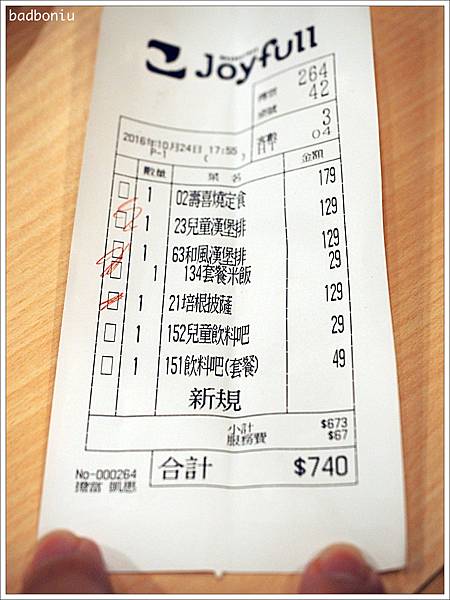 badboniu
Joyfull
264
42
3
04
2016年10月24日 17:55
P-1 ( )
數量 菜名 金額
1 02壽喜燒定食 179
1 23兒童漢堡排 129
1 63和風漢堡排 129
1 134套餐米飯 29
1 21培根披薩 129
1 152兒童飲料吧 29
1 151飲料吧(套餐) 49
新規
小計 $673
服務費 $67
合計 $740
No-000264